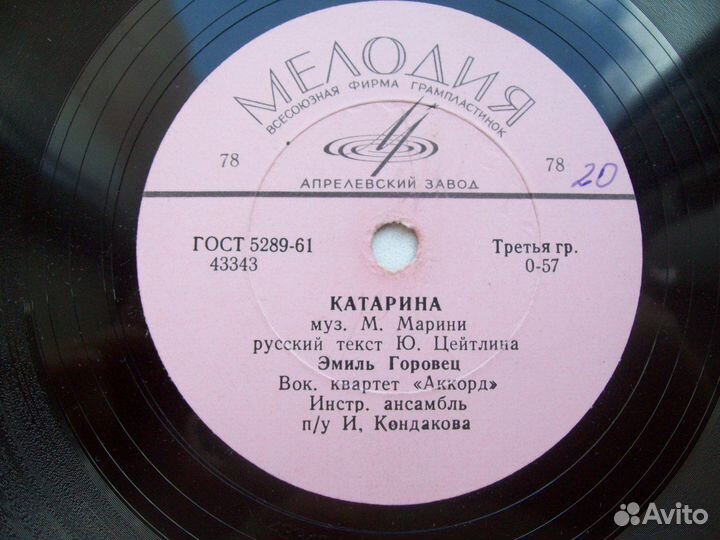 МЕЛОДИЯ
ВСЕСОЮЗНАЯ ФИРМА ГРАМПЛАСТИНОК
78 78 20
АПРЕЛЕВСКИЙ ЗАВОД
ГОСТ 5289-61 Третья гр.
43343 0-57
КАТАРИНА
муз. М. Марини
русский текст Ю. Цейтлина
Эмиль Горовец
Вок. квартет «Аккорд»
Инстр. ансамбль
п/у И, Кондакова
Avito